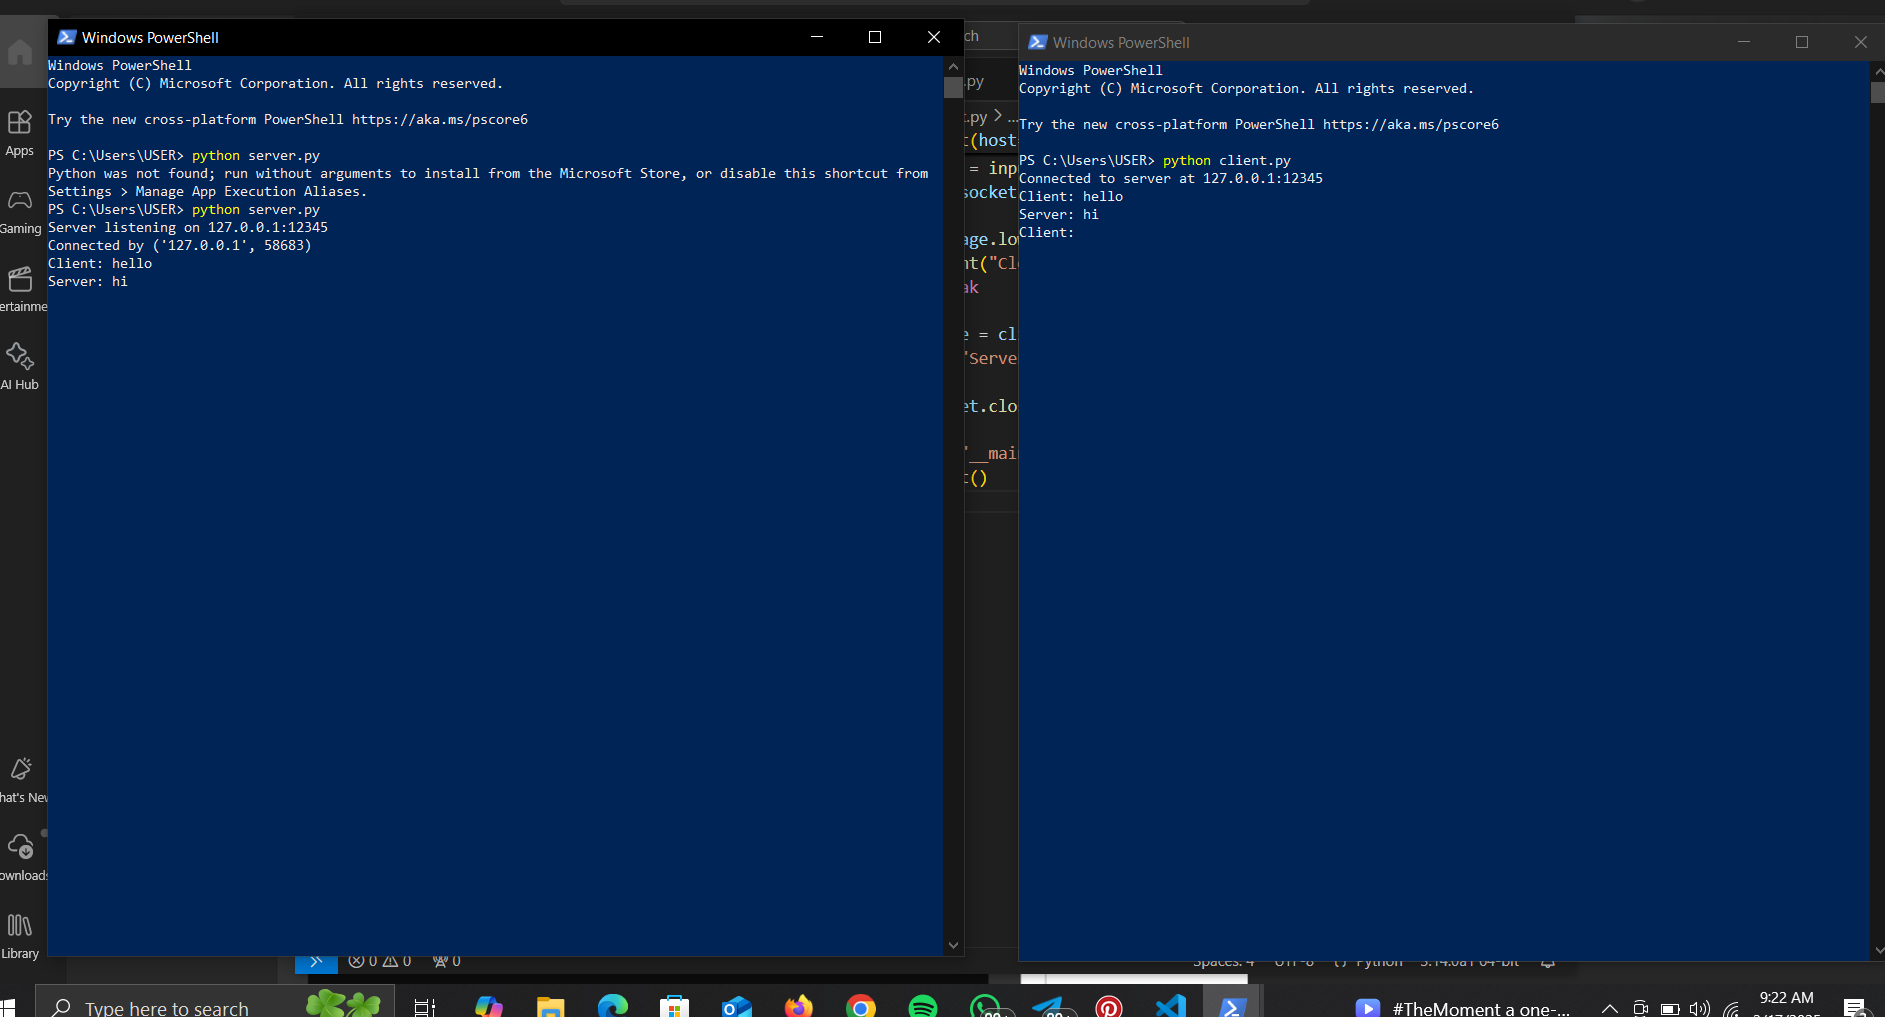 Windows PowerShell
Windows PowerShell
Copyright (C) Microsoft Corporation. All rights reserved.
Try the new cross-platform PowerShell https://aka.ms/pscore6
PS C:\Users\USER> python server.py
Python was not found; run without arguments to install from the Microsoft Store, or disable this shortcut from
Settings > Manage App Execution Aliases.
PS C:\Users\USER> python server.py
Server listening on 127.0.0.1:12345
Connected by ('127.0.0.1', 58683)
Client: hello
Server: hi
Windows PowerShell
Windows PowerShell
Copyright (C) Microsoft Corporation. All rights reserved.
Try the new cross-platform PowerShell https://aka.ms/pscore6
PS C:\Users\USER> python client.py
Connected to server at 127.0.0.1:12345
Client: hello
Server: hi
Client:
ch
.py
t.py > ...
t(host
= inp
socket
age.lo
nt("Cl
ak
e = cl
'Serve
et.clo
'__mai
t()
Apps
Gaming
ertainme
AI Hub
hat's New
ownload
Library
0 0 0
Spaces: 4 UTF-8 {} Python 3.14.0a1 64-bit
Type here to search
99+
99+
#TheMoment a one-...
9:22 AM